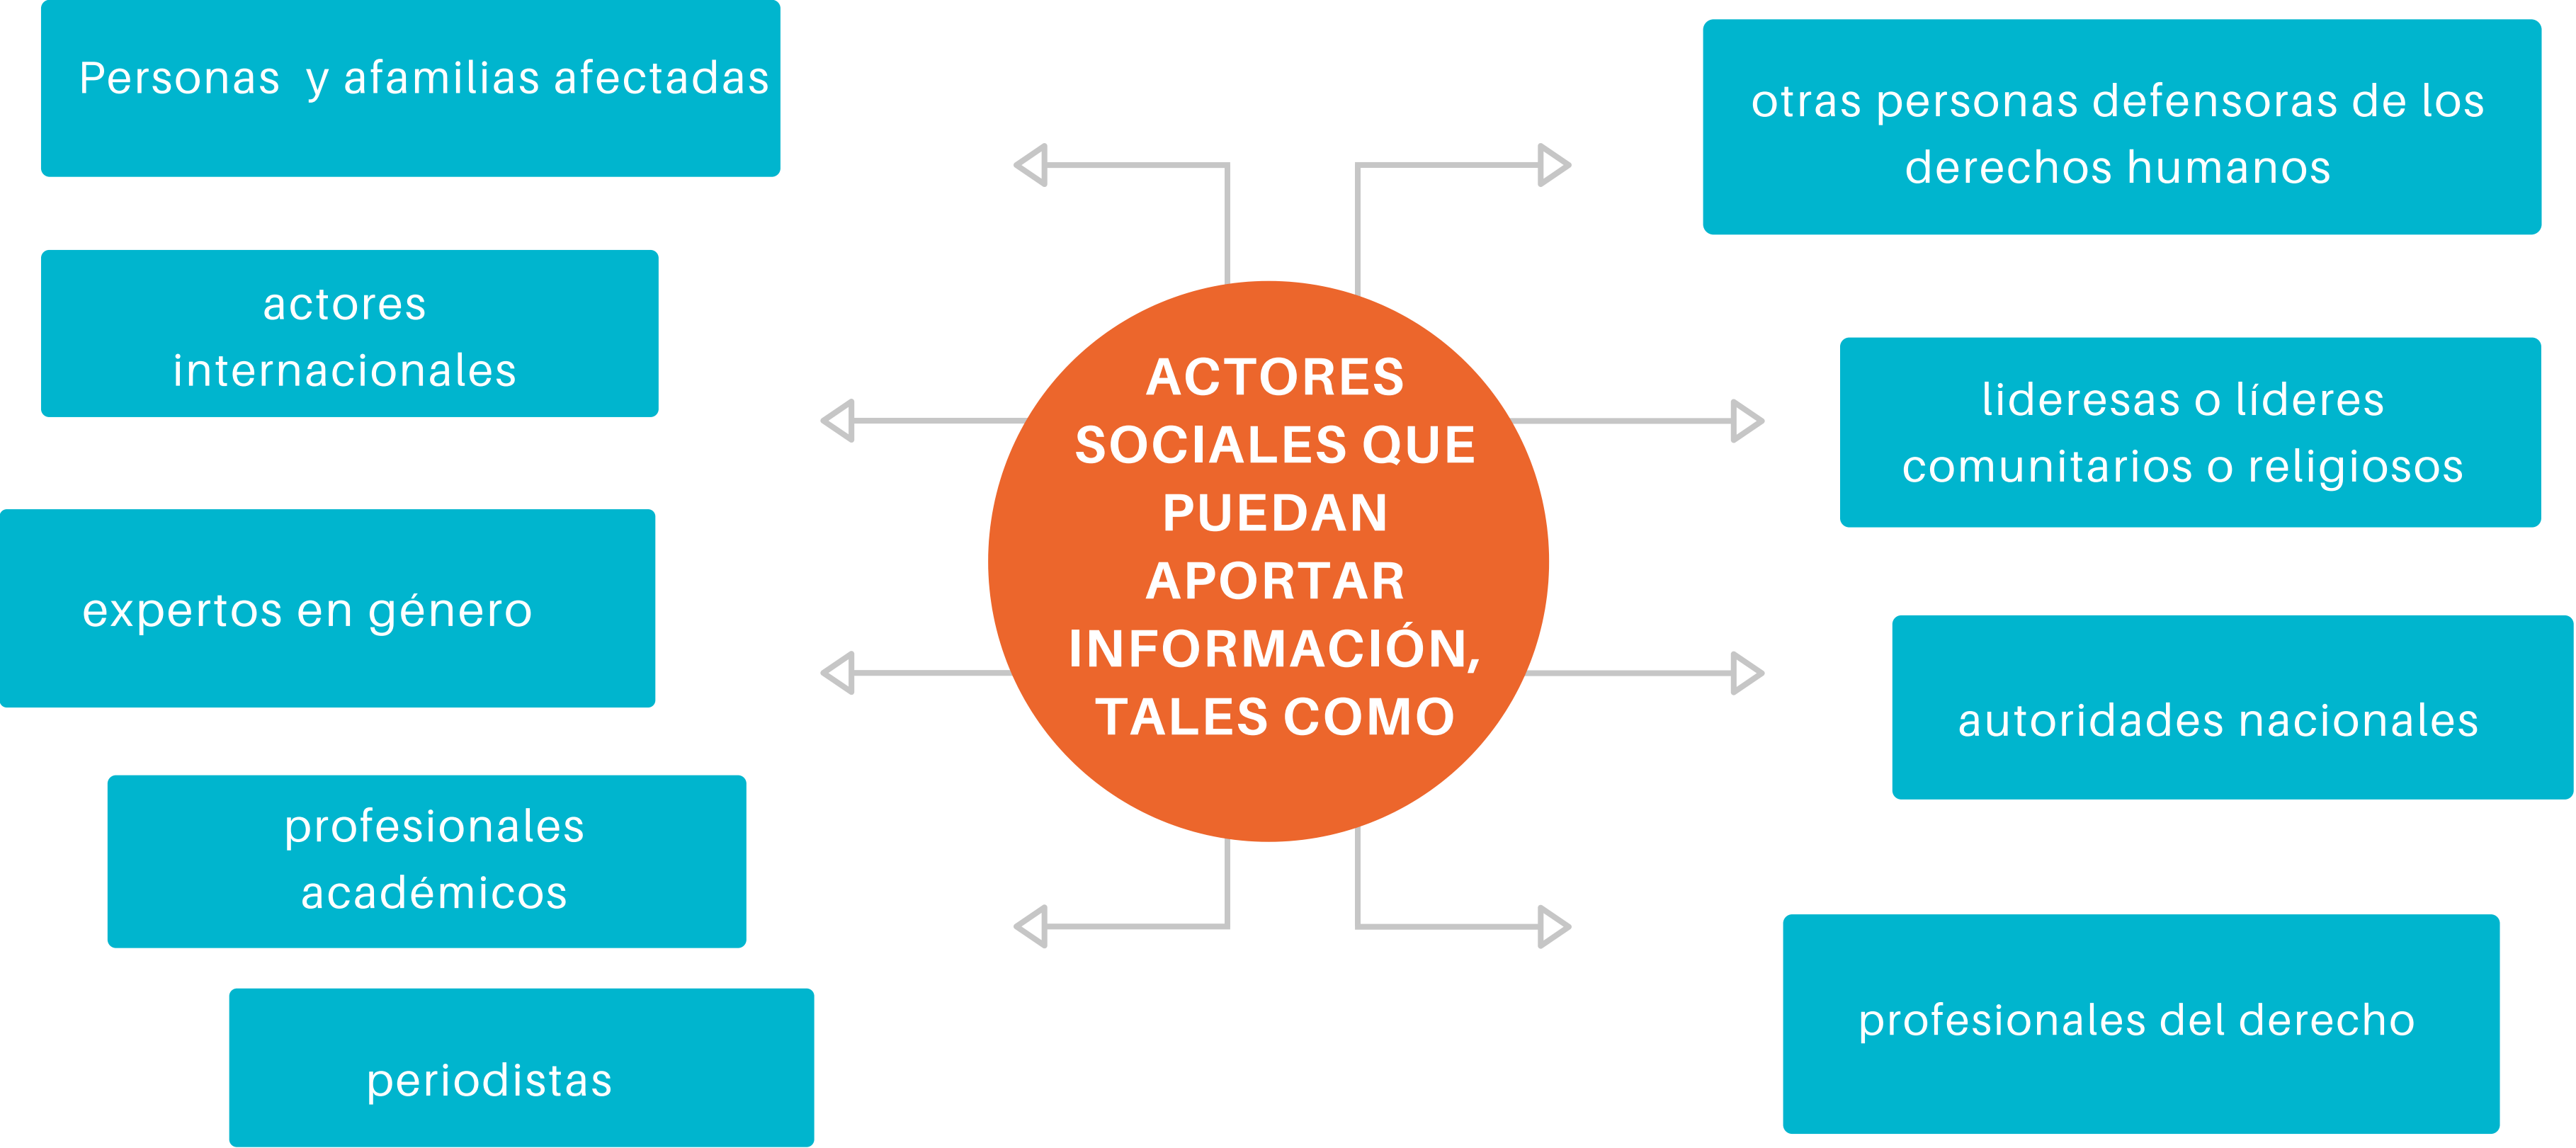 Personas y afamilias afectadas
actores
internacionales
expertos en género
profesionales
académicos
periodistas
ACTORES
SOCIALES QUE
PUEDAN
APORTAR
INFORMACIÓN,
TALES COMO
otras personas defensoras de los
derechos humanos
lideresas o líderes
comunitarios o religiosos
autoridades nacionales
profesionales del derecho